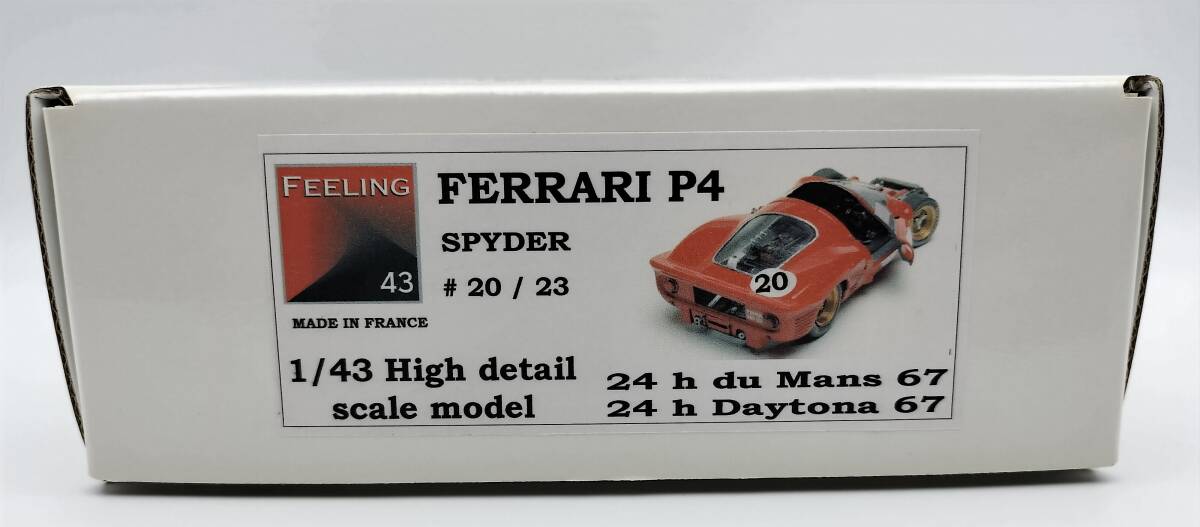 FEELING
43
MADE IN FRANCE
FERRARI P4
SPYDER
# 20 / 23
20
1/43 High detail
scale model
24 h du Mans 67
24 h Daytona 67